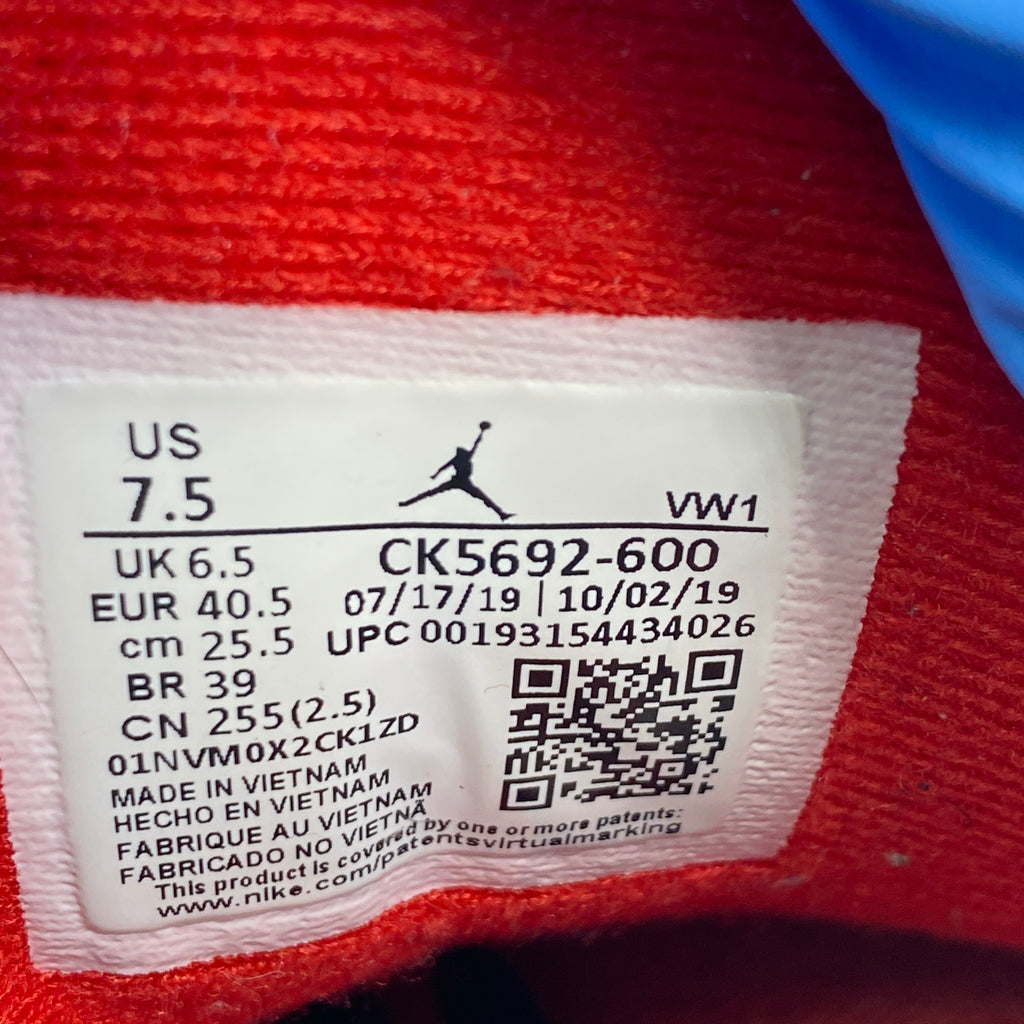 US
7.5
VW1
UK 6.5
CK5692-600
EUR 40.5
07/17/19 | 10/02/19
cm 25.5
UPC 00193154434026
BR 39
CN 255(2.5)
01NVM0X2CK1ZD
MADE IN VIETNAM
HECHO EN VIETNAM
FABRIQUE AU VIETNAM
FABRICADO NO VIETNÃ
This product is covered by one or more patents:
www.nike.com/patentsvirtualmarking